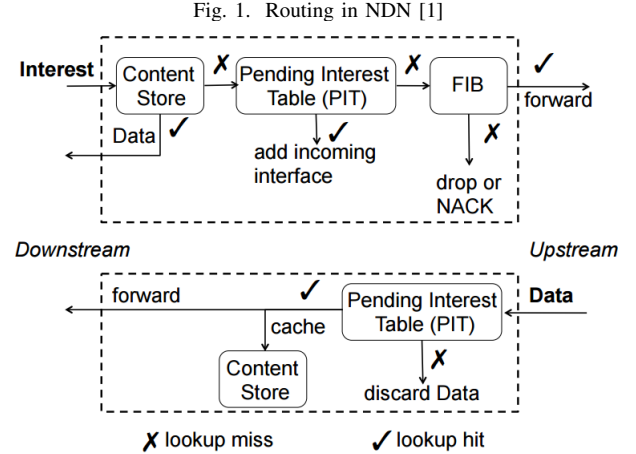 Fig. 1. Routing in NDN [1]
Interest
Content
Store
✗
Pending Interest
Table (PIT)
✗
FIB
✓
forward
Data
✓
✓
add incoming
interface
✗
drop or
NACK
Downstream
Upstream
forward
✓
Pending Interest
Table (PIT)
Data
cache
Content
Store
✗
discard Data
✗ lookup miss
✓ lookup hit